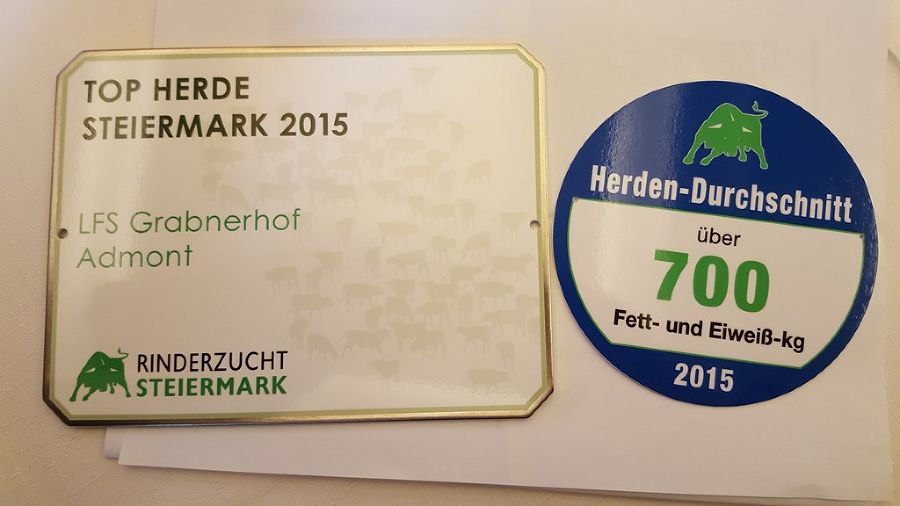 TOP HERDE
STEIERMARK 2015
LFS Grabnerhof
Admont
RINDERZUCHT
STEIERMARK
Herden-Durchschnitt
über
700
Fett- und Eiweiß-kg
2015